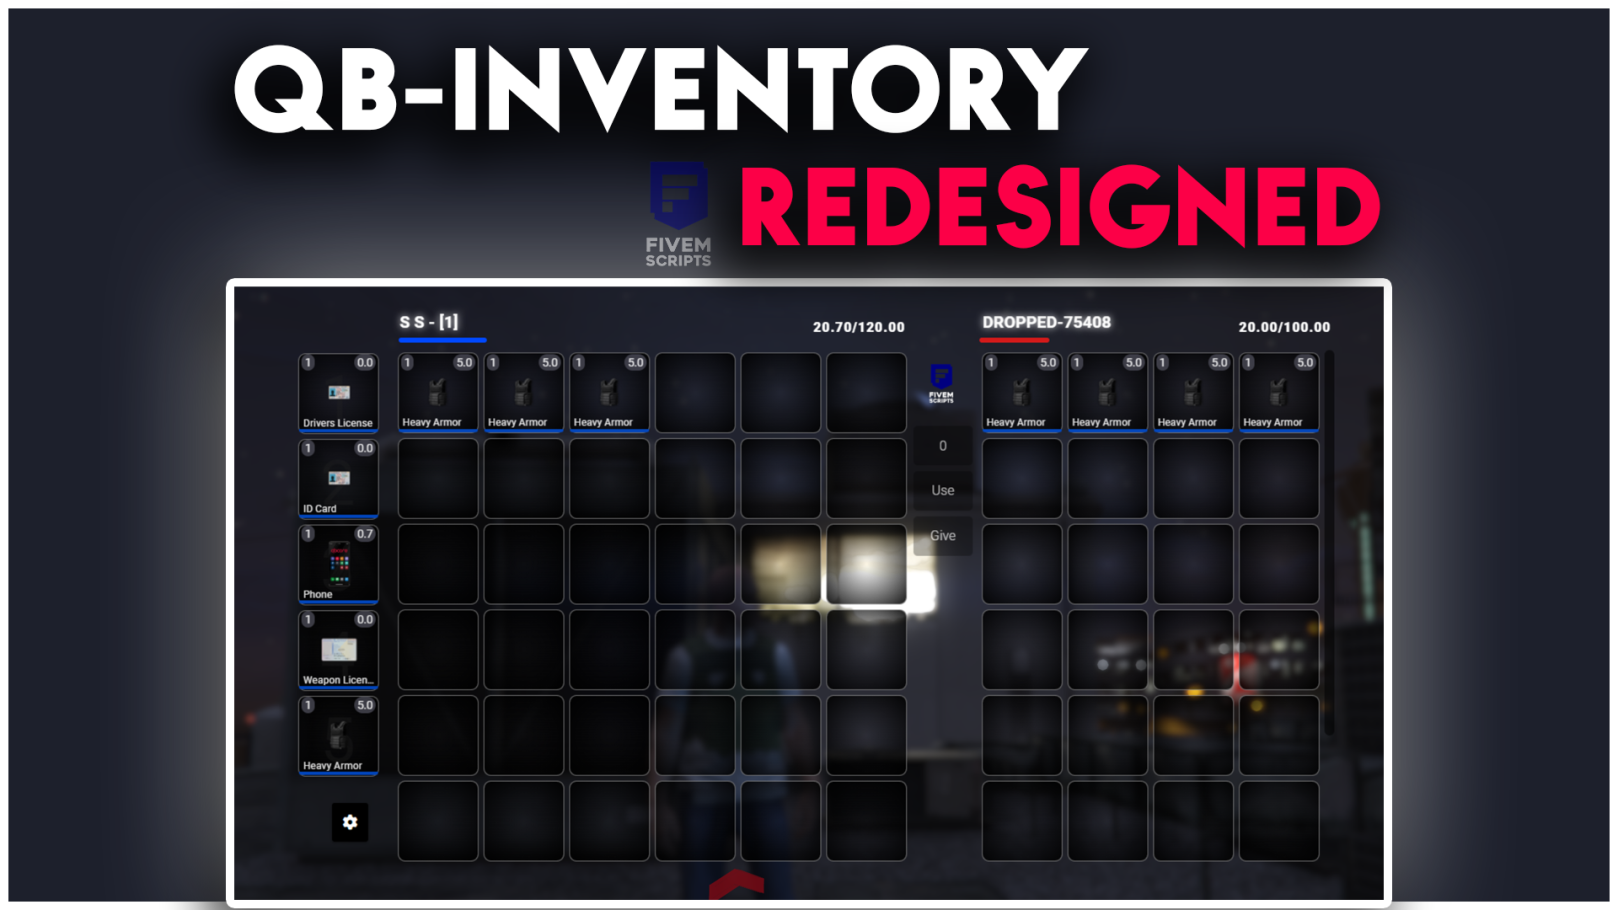 QB-INVENTORY
REDESIGNED
FIVEM
SCRIPTS
S S - [1]
20.70/120.00
DROPPED-75408
20.00/100.00
1 0.0
Drivers License
1 5.0
Heavy Armor
1 5.0
Heavy Armor
1 5.0
Heavy Armor
FIVEM
SCRIPTS
1 5.0
Heavy Armor
1 5.0
Heavy Armor
1 5.0
Heavy Armor
1 5.0
Heavy Armor
0
Use
Give
1 0.0
ID Card
1 0.7
Phone
1 0.0
Weapon Licen...
1 5.0
Heavy Armor